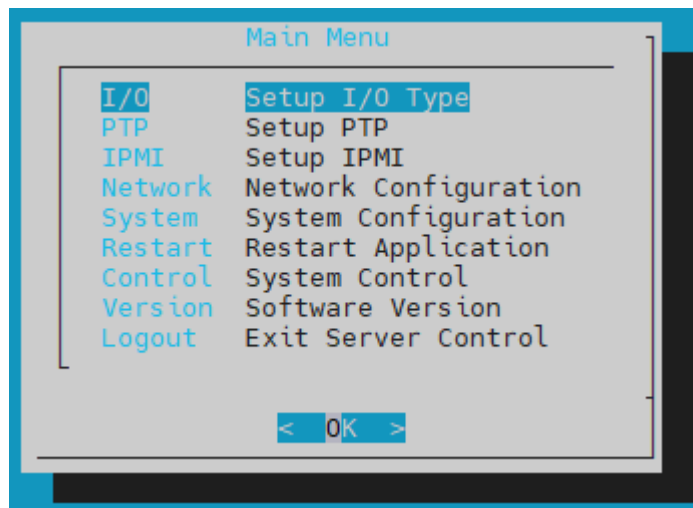 Main Menu
I/O Setup I/O Type
PTP Setup PTP
IPMI Setup IPMI
Network Network Configuration
System System Configuration
Restart Restart Application
Control System Control
Version Software Version
Logout Exit Server Control
< OK >